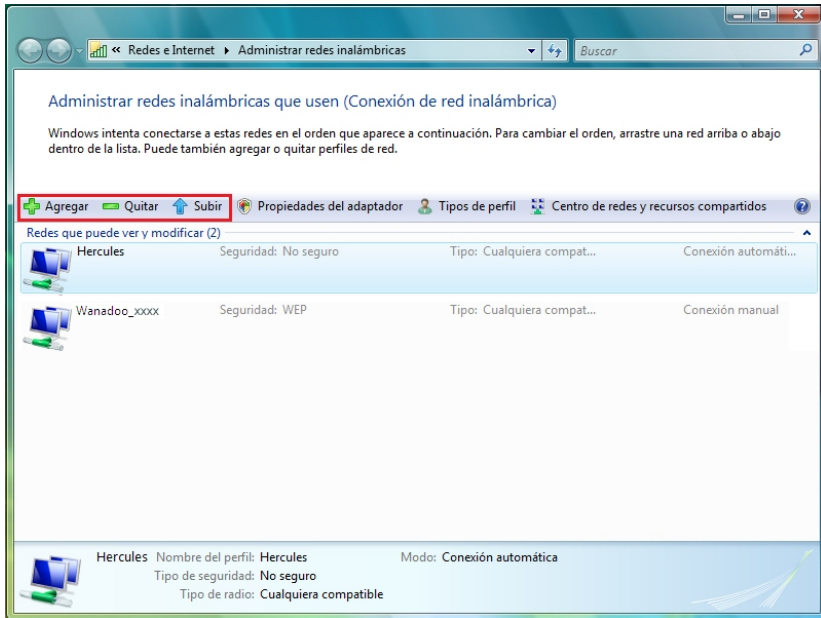 « Redes e Internet ▸ Administrar redes inalámbricas Buscar
Administrar redes inalámbricas que usen (Conexión de red inalámbrica)
Windows intenta conectarse a estas redes en el orden que aparece a continuación. Para cambiar el orden, arrastre una red arriba o abajo
dentro de la lista. Puede también agregar o quitar perfiles de red.
Agregar Quitar Subir Propiedades del adaptador Tipos de perfil Centro de redes y recursos compartidos
Redes que puede ver y modificar (2)
Hercules Seguridad: No seguro Tipo: Cualquiera compat... Conexión automáti...
Wanadoo_xxxx Seguridad: WEP Tipo: Cualquiera compat... Conexión manual
Hercules Nombre del perfil: Hercules Modo: Conexión automática
Tipo de seguridad: No seguro
Tipo de radio: Cualquiera compatible